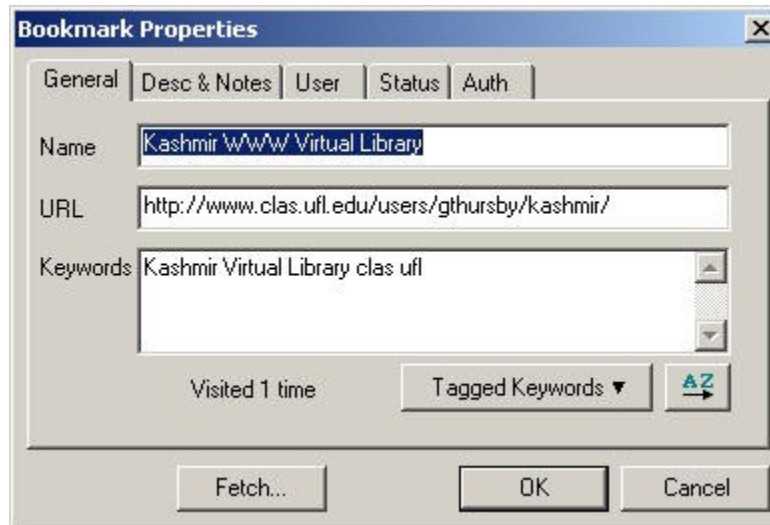 Bookmark Properties
General Desc & Notes User Status Auth
Name Kashmir WWW Virtual Library
URL http://www.clas.ufl.edu/users/gthursby/kashmir/
Keywords Kashmir Virtual Library clas ufl
Visited 1 time Tagged Keywords ▼ AZ
Fetch... OK Cancel